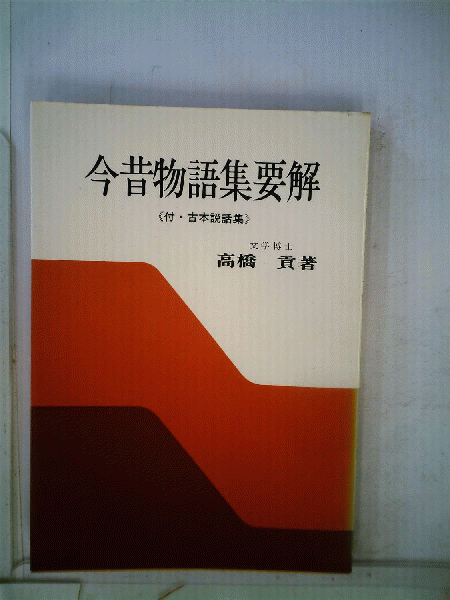 今昔物語集要解
《付・古本説話集》
文学博士
高橋 貢著